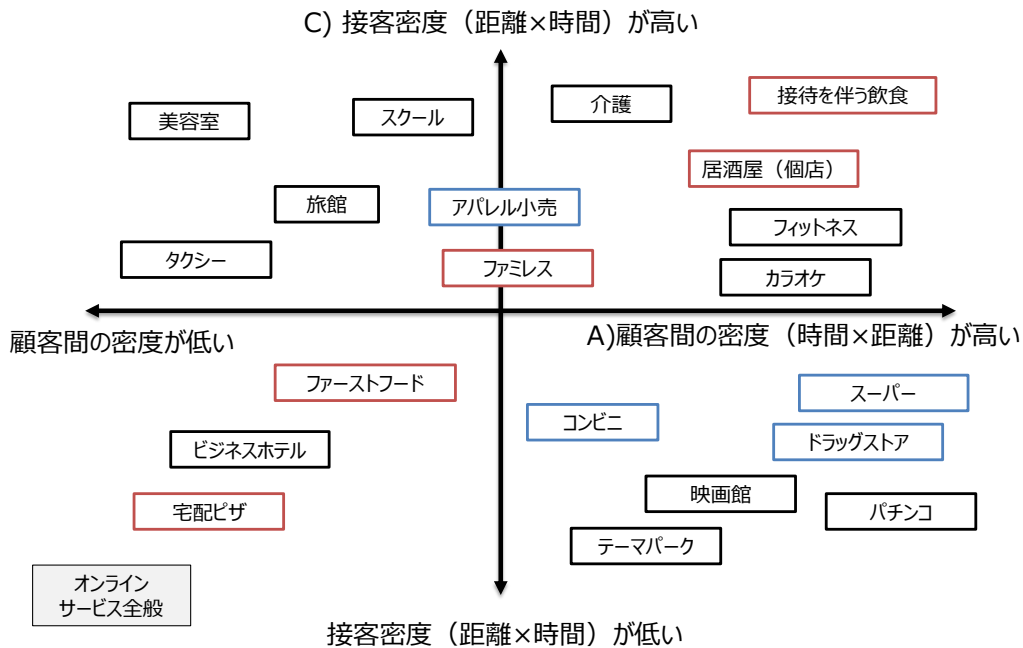 C) 接客密度（距離×時間）が高い
美容室
スクール
介護
接待を伴う飲食
居酒屋（個店）
旅館
アパレル小売
フィットネス
タクシー
ファミレス
カラオケ
顧客間の密度が低い
A)顧客間の密度（時間×距離）が高い
ファーストフード
スーパー
コンビニ
ビジネスホテル
ドラッグストア
映画館
宅配ピザ
パチンコ
テーマパーク
オンライン
サービス全般
接客密度（距離×時間）が低い